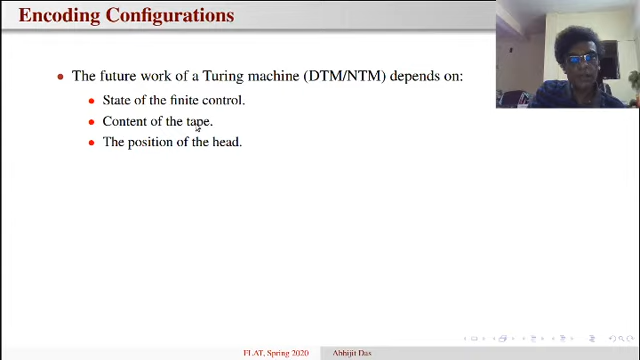 Encoding Configurations
The future work of a Turing machine (DTM/NTM) depends on:
State of the finite control.
Content of the tape.
The position of the head.
FLAT, Spring 2020 Abhijit Das